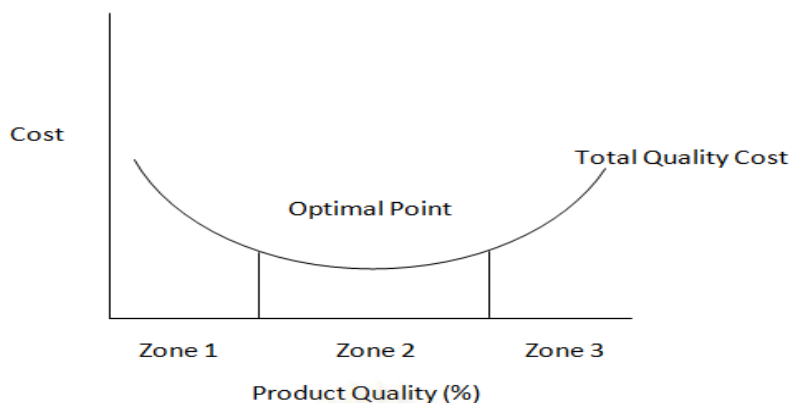 Cost
Total Quality Cost
Optimal Point
Zone 1
Zone 2
Zone 3
Product Quality (%)